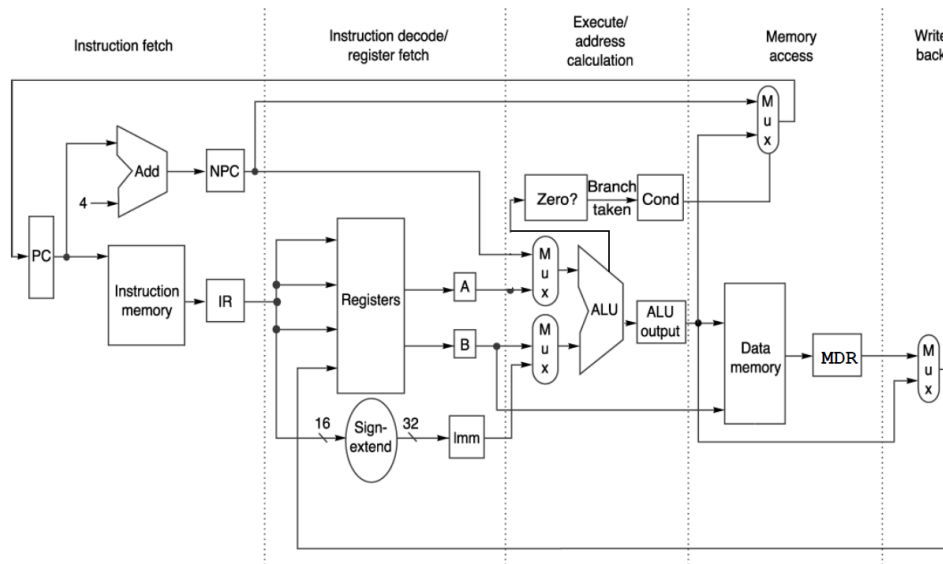 Instruction fetch
Instruction decode/
register fetch
Execute/
address
calculation
Memory
access
Write
back
M
u
x
Add
NPC
4
Zero?
Branch
taken
Cond
PC
Instruction
memory
IR
Registers
A
B
M
u
x
M
u
x
ALU
ALU
output
Data
memory
MDR
M
u
x
16
Sign-
extend
32
Imm